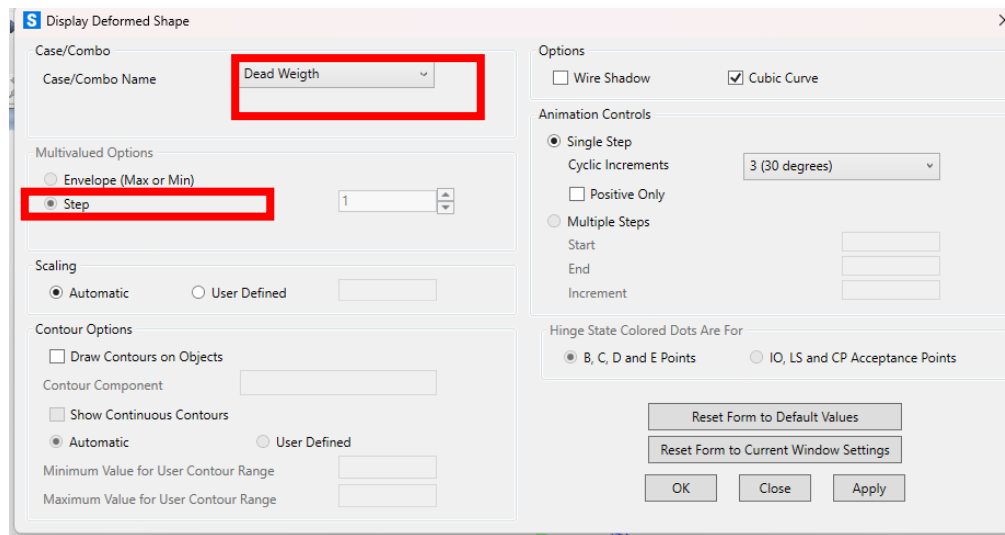 S Display Deformed Shape
Case/Combo
Case/Combo Name Dead Weigth
Multivalued Options
Envelope (Max or Min)
Step 1
Scaling
Automatic User Defined
Contour Options
Draw Contours on Objects
Contour Component
Show Continuous Contours
Automatic User Defined
Minimum Value for User Contour Range
Maximum Value for User Contour Range
Options
Wire Shadow Cubic Curve
Animation Controls
Single Step
Cyclic Increments 3 (30 degrees)
Positive Only
Multiple Steps
Start
End
Increment
Hinge State Colored Dots Are For
B, C, D and E Points IO, LS and CP Acceptance Points
Reset Form to Default Values
Reset Form to Current Window Settings
OK Close Apply